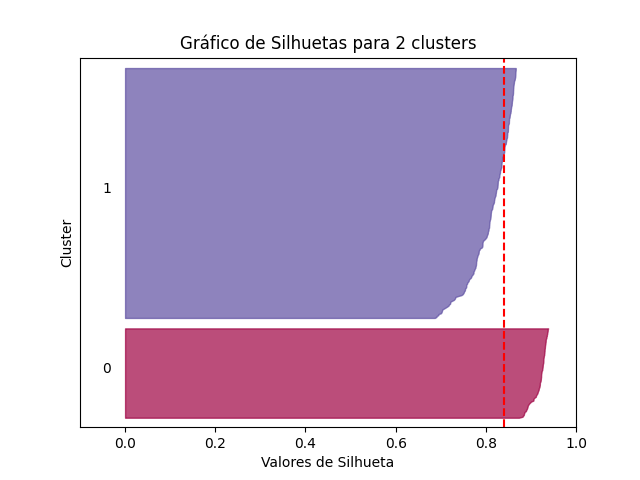 Gráfico de Silhuetas para 2 clusters
Cluster
1
0
0.0 0.2 0.4 0.6 0.8 1.0
Valores de Silhueta